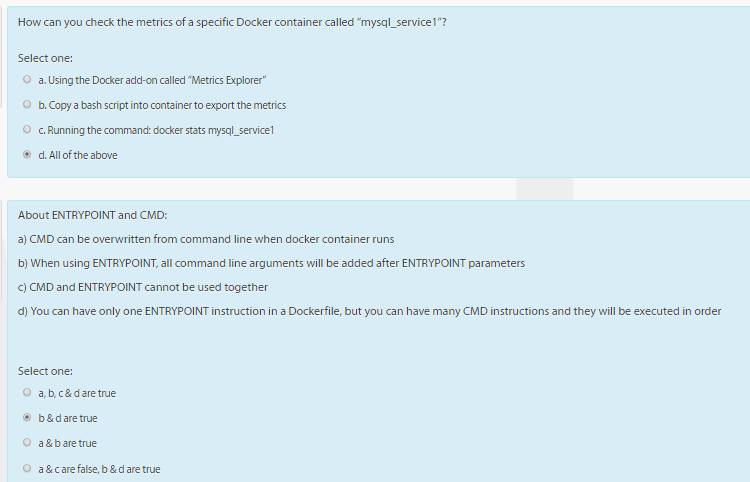 How can you check the metrics of a specific Docker container called "mysql_service1"?
Select one:
a. Using the Docker add-on called "Metrics Explorer"
b. Copy a bash script into container to export the metrics
c. Running the command: docker stats mysql_service1
d. All of the above
About ENTRYPOINT and CMD:
a) CMD can be overwritten from command line when docker container runs
b) When using ENTRYPOINT, all command line arguments will be added after ENTRYPOINT parameters
c) CMD and ENTRYPOINT cannot be used together
d) You can have only one ENTRYPOINT instruction in a Dockerfile, but you can have many CMD instructions and they will be executed in order
Select one:
a, b, c & d are true
b & d are true
a & b are true
a & c are false, b & d are true